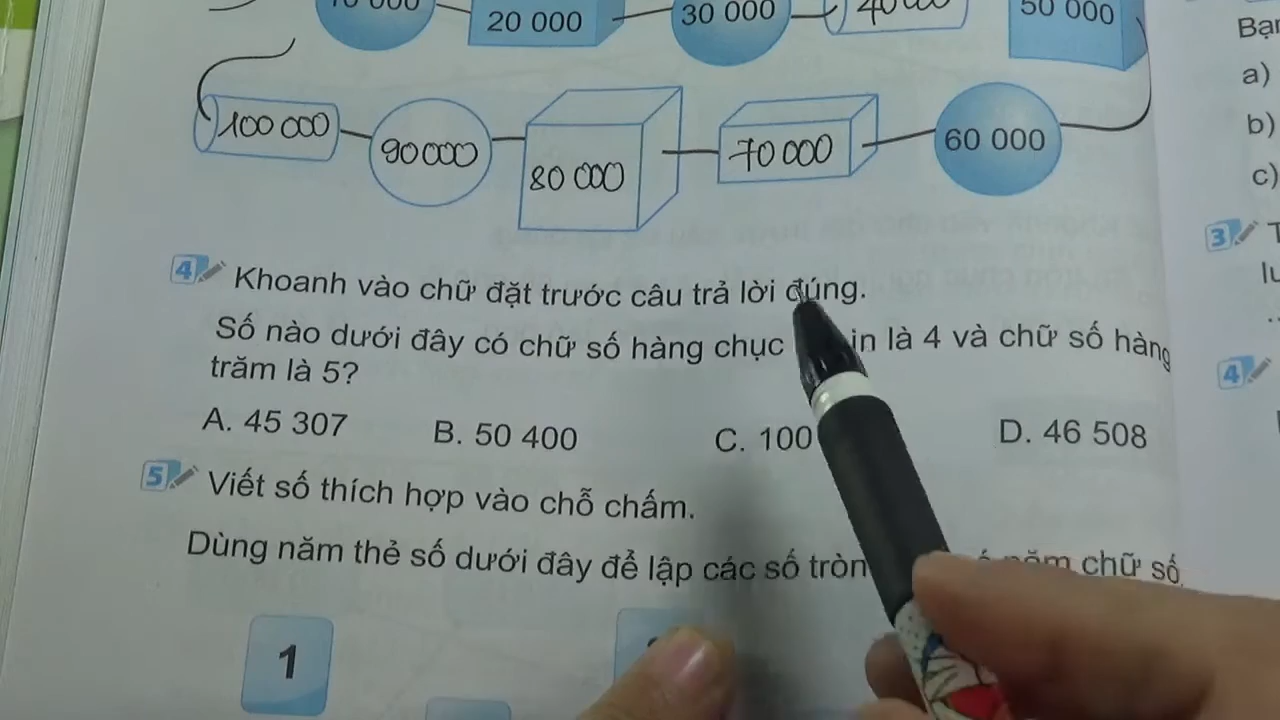 20 000
30 000
50 000
100 000
90 000
80 000
70 000
60 000
4 Khoanh vào chữ đặt trước câu trả lời đúng.
Số nào dưới đây có chữ số hàng chục là 4 và chữ số hàng
trăm là 5?
A. 45 307
B. 50 400
C. 100
D. 46 508
5 Viết số thích hợp vào chỗ chấm.
Dùng năm thẻ số dưới đây để lập các số tròn năm chữ số
1
a)
b)
c)
3
4